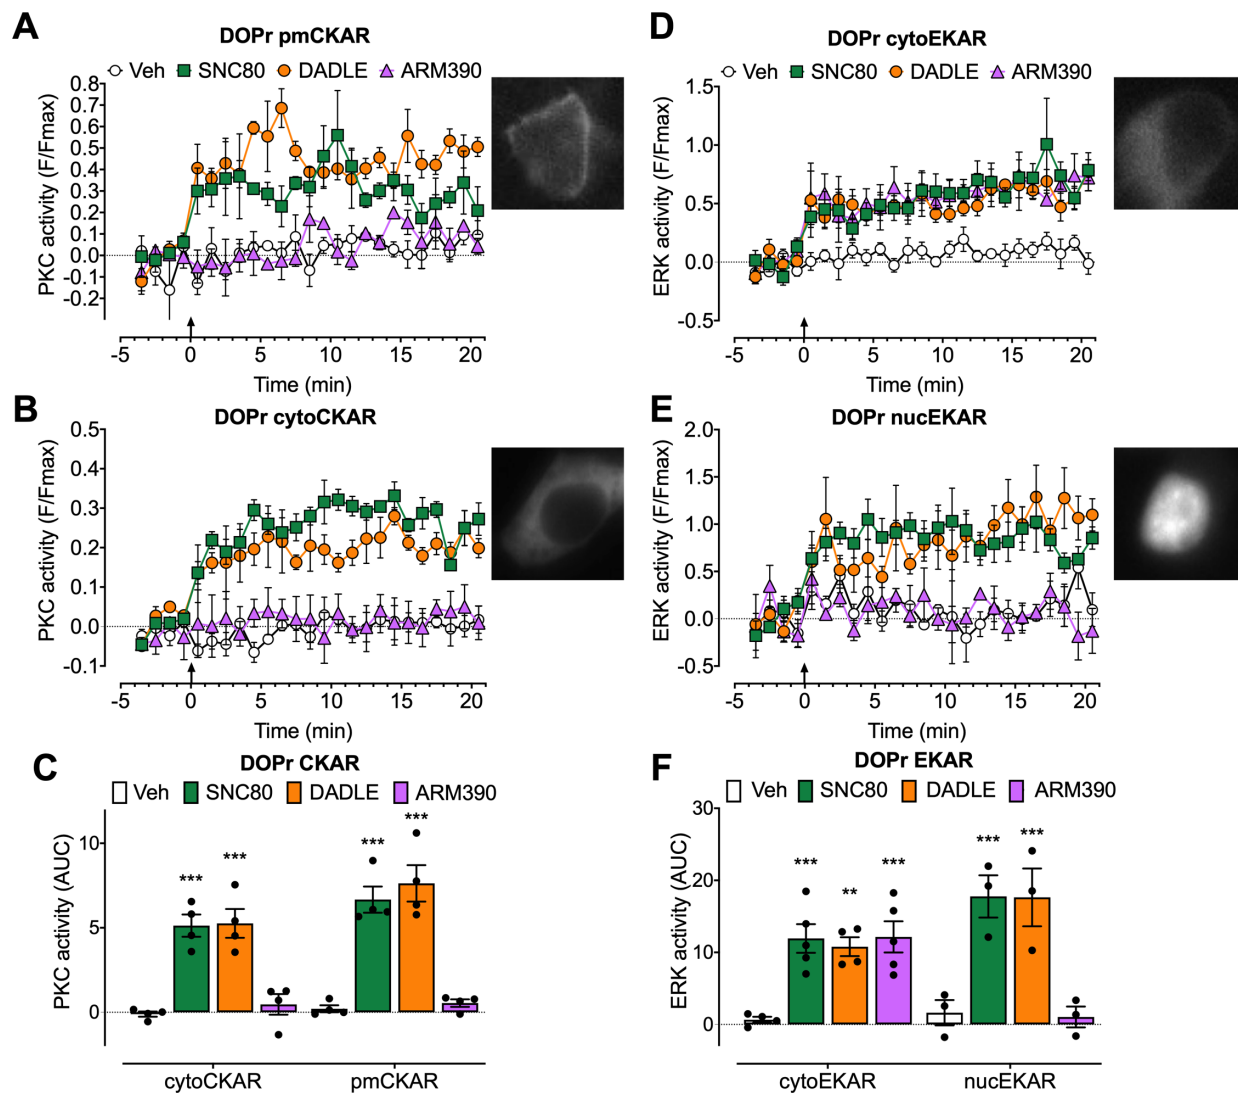 A
DOPr pmCKAR
Veh SNC80 DADLE ARM390
PKC activity (F/Fmax)
0.8
0.7
0.6
0.5
0.4
0.3
0.2
0.1
0.0
-0.1
-0.2
-5 0 5 10 15 20
Time (min)
B
DOPr cytoCKAR
PKC activity (F/Fmax)
0.5
0.4
0.3
0.2
0.1
0.0
-0.1
-5 0 5 10 15 20
Time (min)
C
DOPr CKAR
Veh SNC80 DADLE ARM390
PKC activity (AUC)
10
5
0
*** *** *** ***
cytoCKAR pmCKAR
D
DOPr cytoEKAR
Veh SNC80 DADLE ARM390
ERK activity (F/Fmax)
1.5
1.0
0.5
0.0
-0.5
-5 0 5 10 15 20
Time (min)
E
DOPr nucEKAR
ERK activity (F/Fmax)
2.0
1.5
1.0
0.5
0.0
-0.5
-5 0 5 10 15 20
Time (min)
F
DOPr EKAR
Veh SNC80 DADLE ARM390
ERK activity (AUC)
30
20
10
0
*** ** *** *** ***
cytoEKAR nucEKAR